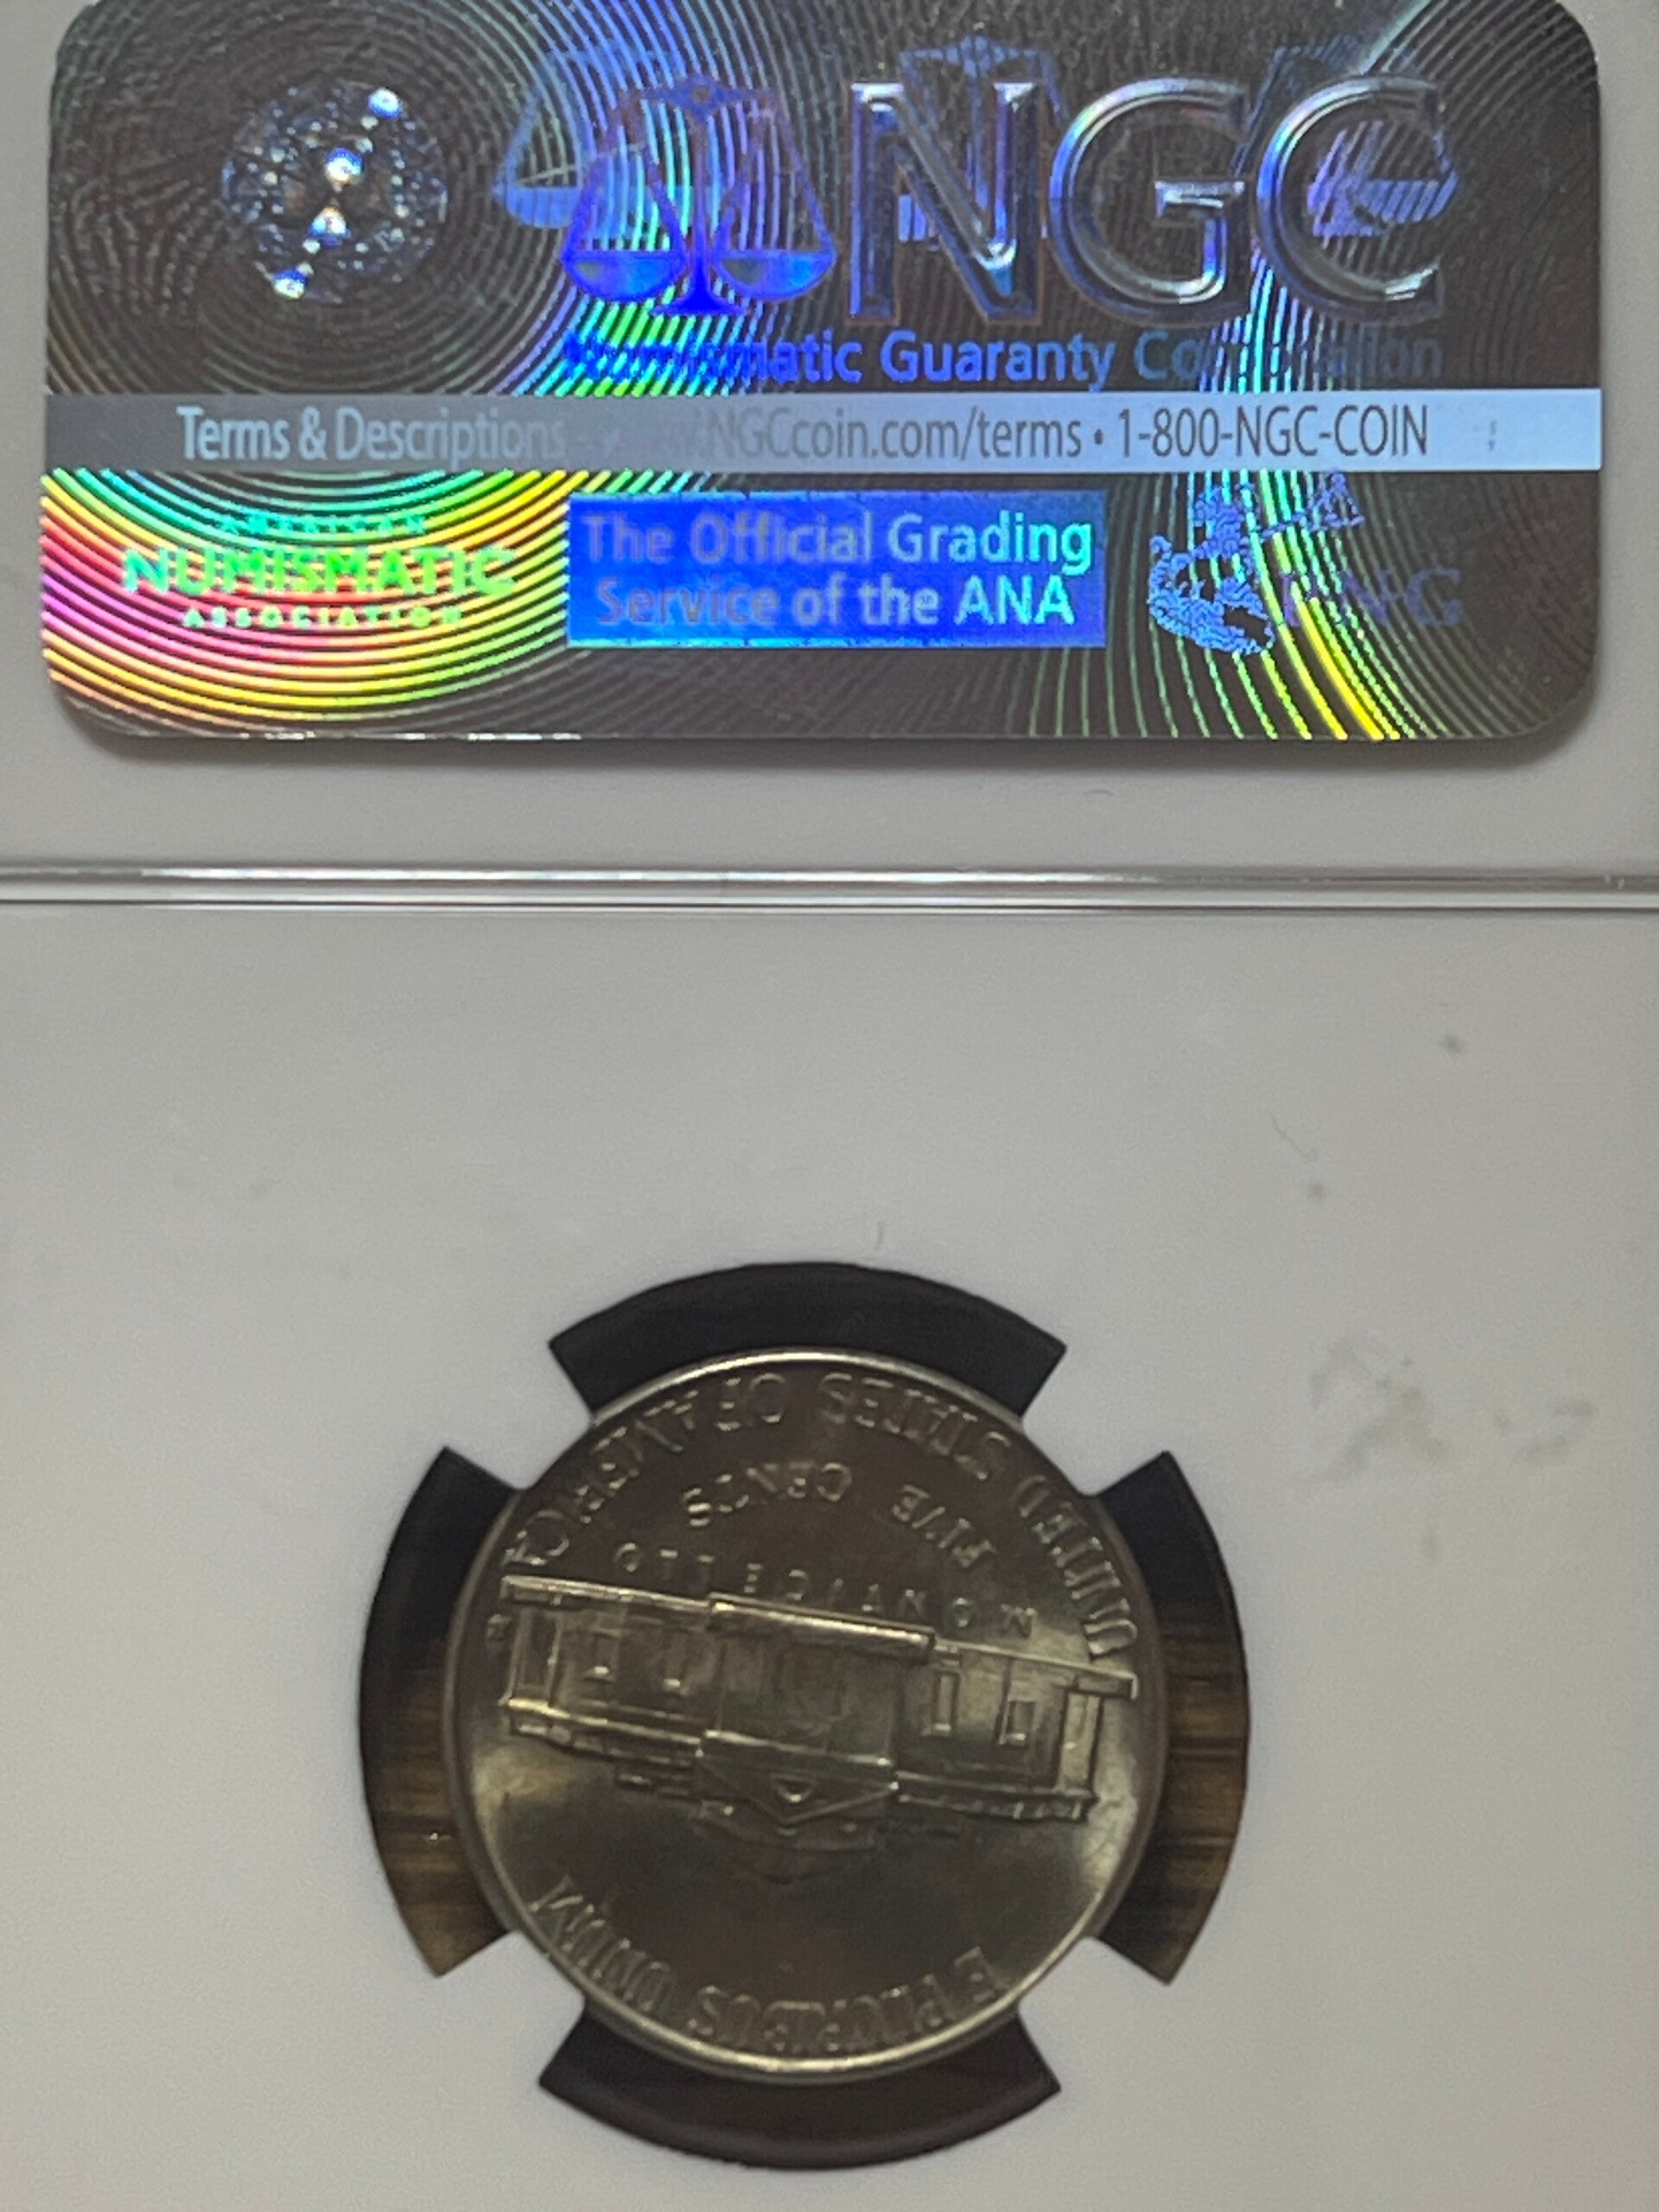 NGC
Numismatic Guaranty Corporation
Terms & Descriptions NGCcoin.com/terms • 1-800-NGC-COIN
AMERICAN
NUMISMATIC
ASSOCIATION
The Official Grading
Service of the ANA
PNG
E PLURIBUS UNUM
MONTICELLO
FIVE CENTS
UNITED STATES OF AMERICA